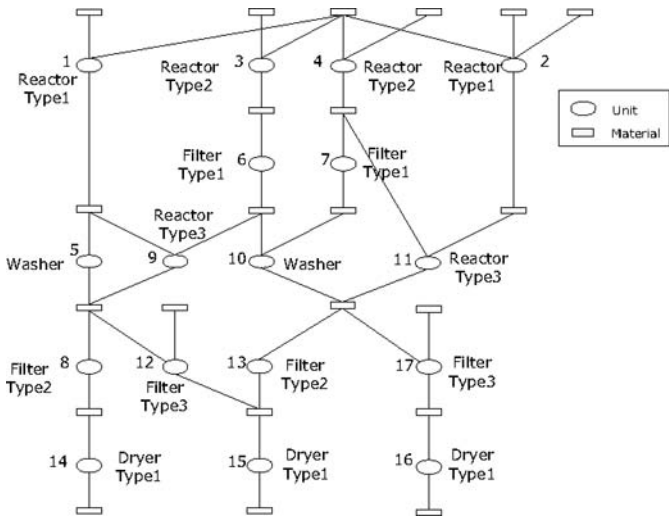 1
3
4
2
Reactor
Type1
Reactor
Type2
Reactor
Type2
Reactor
Type1
Unit
Material
6
Filter
Type1
7
Filter
Type1
Reactor
Type3
5
Washer
9
10
Washer
11
Reactor
Type3
8
Filter
Type2
12
Filter
Type3
13
Filter
Type2
17
Filter
Type3
14
Dryer
Type1
15
Dryer
Type1
16
Dryer
Type1